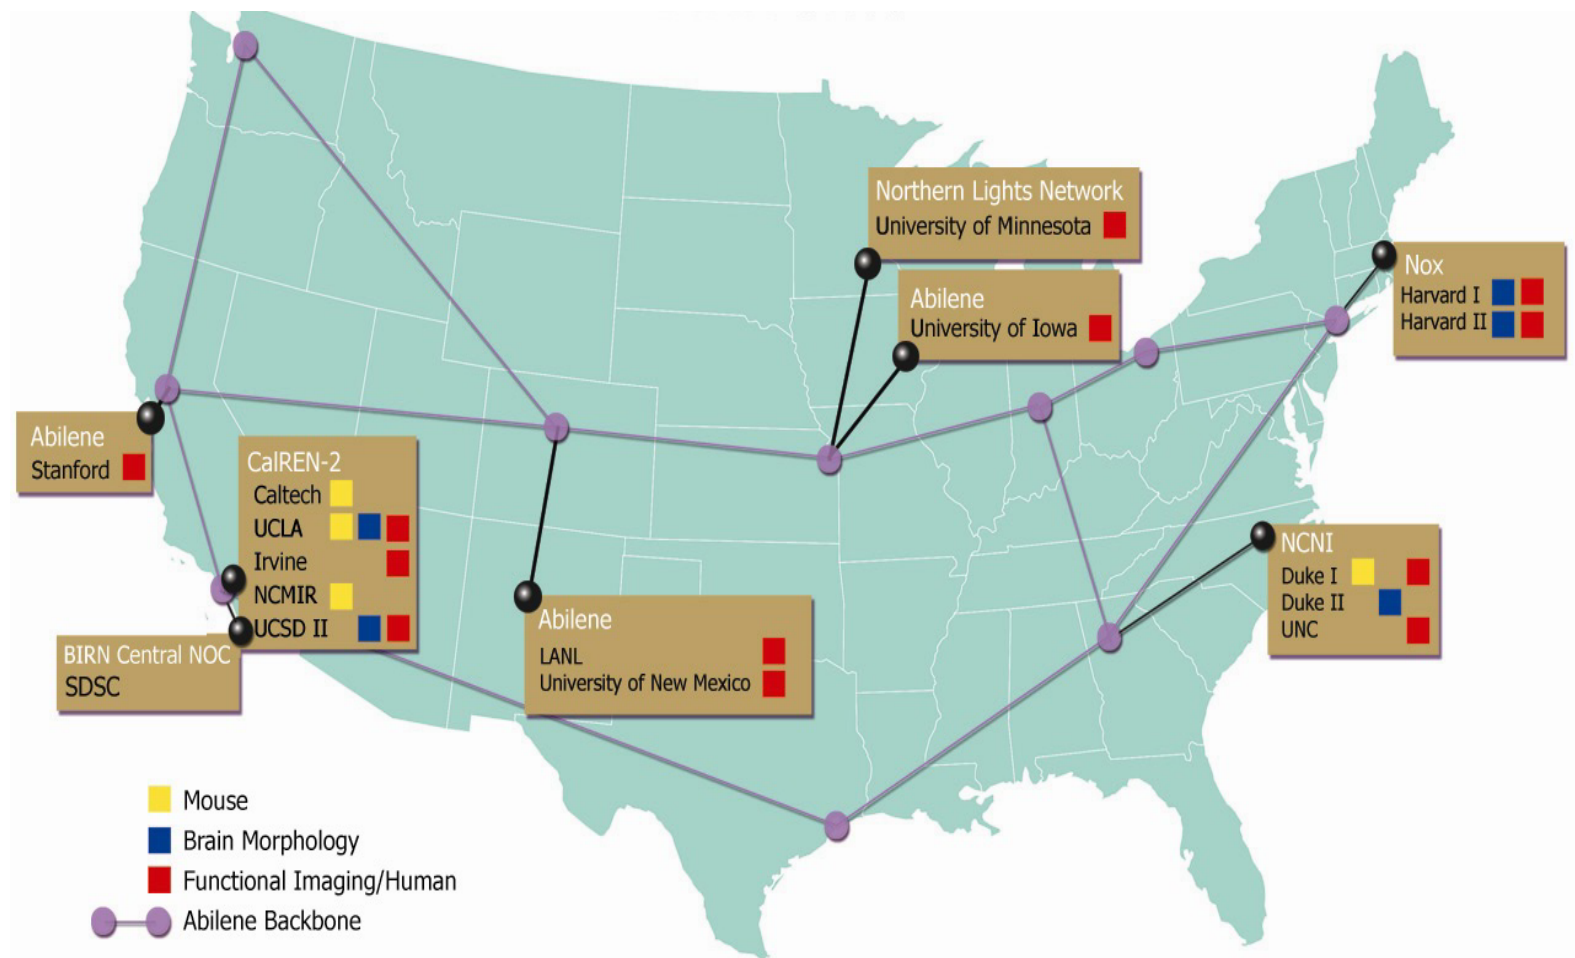 Northern Lights Network
University of Minnesota
Abilene
University of Iowa
Nox
Harvard I
Harvard II
Abilene
Stanford
CalREN-2
Caltech
UCLA
Irvine
NCMIR
UCSD II
BIRN Central NOC
SDSC
Abilene
LANL
University of New Mexico
NCNI
Duke I
Duke II
UNC
Mouse
Brain Morphology
Functional Imaging/Human
Abilene Backbone